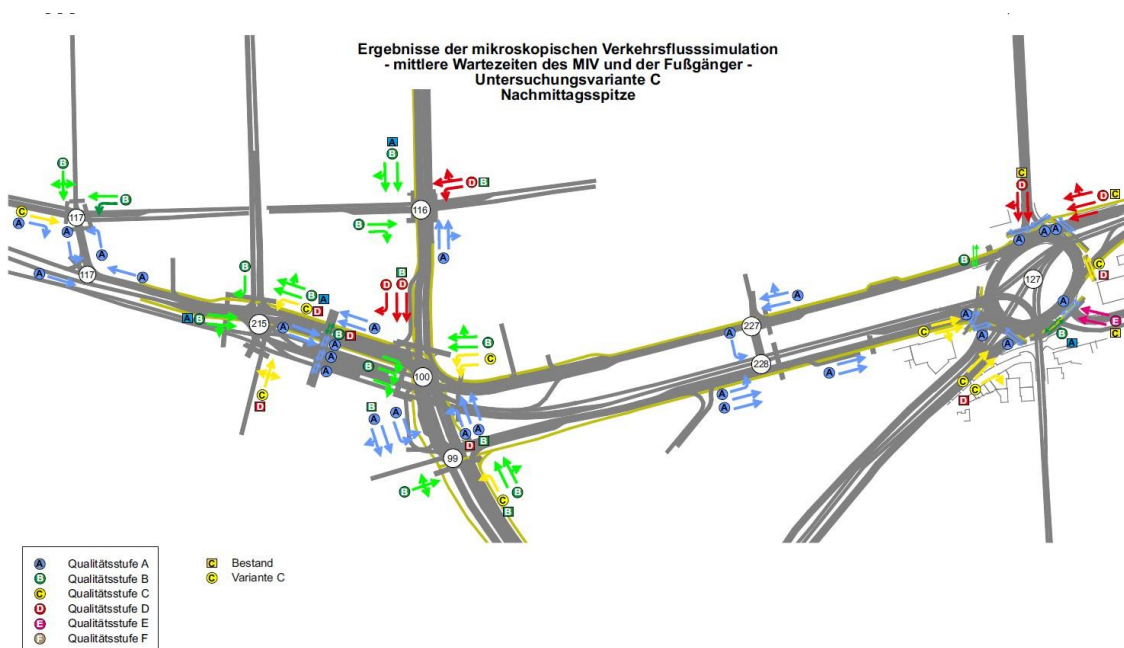 Ergebnisse der mikroskopischen Verkehrsflusssimulation
- mittlere Wartezeiten des MIV und der Fußgänger -
Untersuchungsvariante C
Nachmittagsspitze
A
B
B
C
D B
D C
B
B
117
C
A
116
D C
A
A
B
A
A
A
B
C
D
117
A
A
B
B
D D
127
B A
C D
A
A
A
A B
215
A
A
227
A
A
E
C
B D
A
A
B
C
A
C
A
A
B
A
B
100
228
A
A
C
D
B
A A
A
A
C
D
A A
D B
99
B
B
C
B
A Qualitätsstufe A
B Qualitätsstufe B
C Qualitätsstufe C
D Qualitätsstufe D
E Qualitätsstufe E
F Qualitätsstufe F
C Bestand
C Variante C